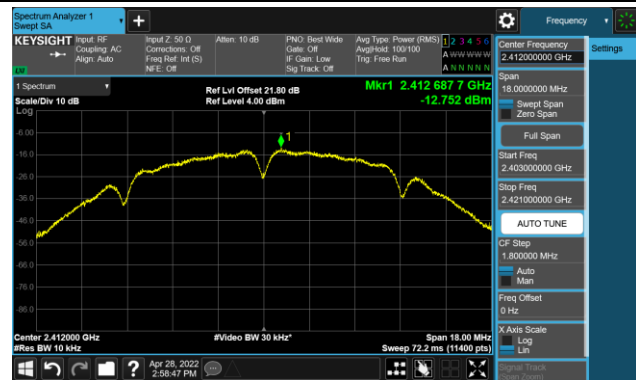 Spectrum Analyzer 1
Swept SA
Frequency
KEYSIGHT
Input: RF
Coupling: AC
Align: Auto
Input Z: 50 Ω
Corrections: Off
Freq Ref: Int (S)
NFE: Off
Atten: 10 dB
PNO: Best Wide
Gate: Off
IF Gain: Low
Sig Track: Off
Avg Type: Power (RMS)
Avg|Hold: 100/100
Trig: Free Run
1 2 3 4 5 6
A W W W W W
A N N N N N
LW
1 Spectrum
Scale/Div 10 dB
Log
Ref Lvl Offset 21.80 dB
Ref Level 4.00 dBm
Mkr1 2.412 687 7 GHz
-12.752 dBm
1
-6.00
-16.0
-26.0
-36.0
-46.0
-56.0
-66.0
-76.0
-86.0
Center 2.412000 GHz
#Res BW 10 kHz
#Video BW 30 kHz*
Span 18.00 MHz
Sweep 72.2 ms (11400 pts)
Apr 28, 2022
2:58:47 PM
?
Center Frequency
2.412000000 GHz
Settings
Span
18.0000000 MHz
Swept Span
Zero Span
Full Span
Start Freq
2.403000000 GHz
Stop Freq
2.421000000 GHz
AUTO TUNE
CF Step
1.800000 MHz
Auto
Man
Freq Offset
0 Hz
X Axis Scale
Log
Lin
Signal Track
(Span Zoom)